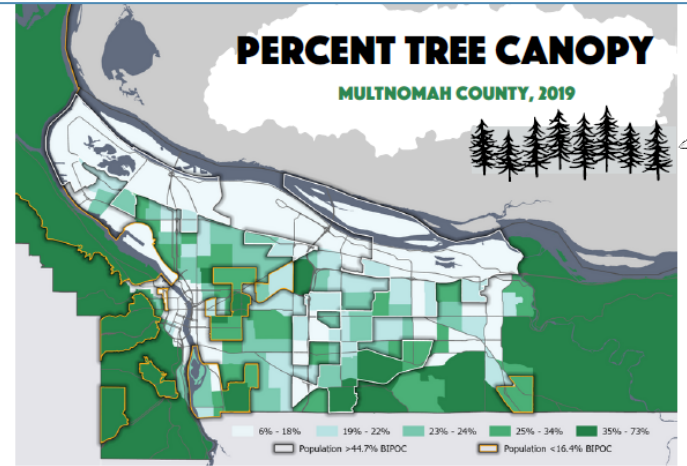 PERCENT TREE CANOPY
MULTNOMAH COUNTY, 2019
6% - 18% 19% - 22% 23% - 24% 25% - 34% 35% - 73%
Population >44.7% BIPOC Population <16.4% BIPOC